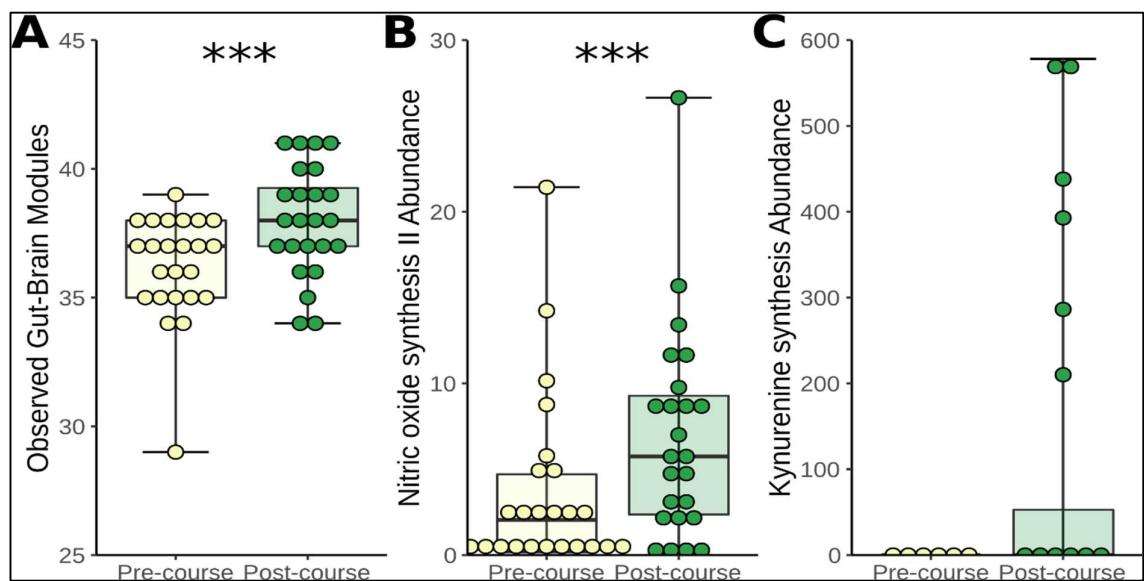 A
Observed Gut-Brain Modules
45
40
35
30
25
***
Pre-course Post-course
B
Nitric oxide synthesis II Abundance
30
20
10
0
***
Pre-course Post-course
C
Kynurenine synthesis Abundance
600
500
400
300
200
100
0
Pre-course Post-course